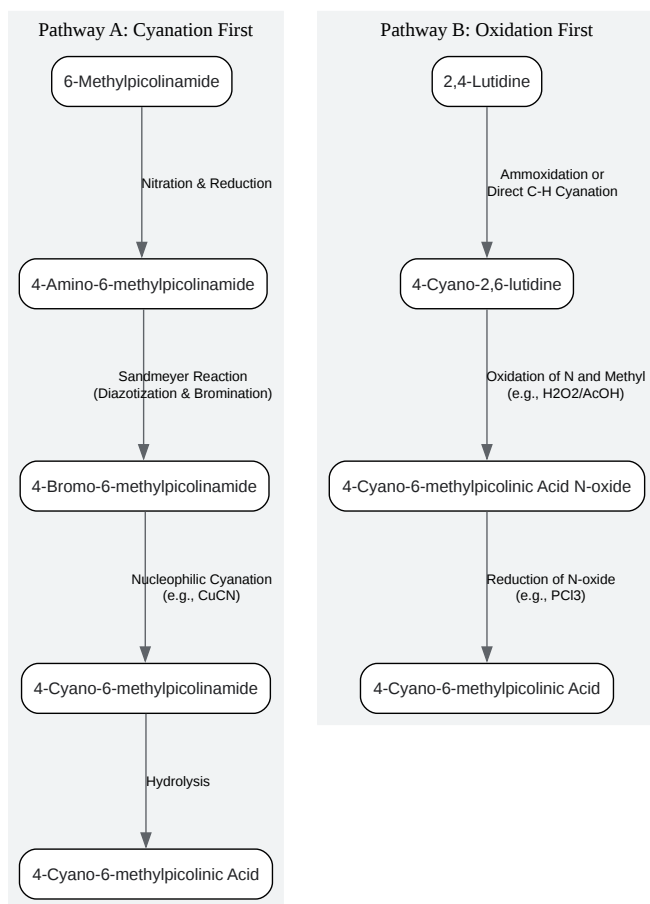 Pathway A: Cyanation First
6-Methylpicolinamide
Nitration & Reduction
4-Amino-6-methylpicolinamide
Sandmeyer Reaction
(Diazotization & Bromination)
4-Bromo-6-methylpicolinamide
Nucleophilic Cyanation
(e.g., CuCN)
4-Cyano-6-methylpicolinamide
Hydrolysis
4-Cyano-6-methylpicolinic Acid
Pathway B: Oxidation First
2,4-Lutidine
Ammoxidation or
Direct C-H Cyanation
4-Cyano-2,6-lutidine
Oxidation of N and Methyl
(e.g., H2O2/AcOH)
4-Cyano-6-methylpicolinic Acid N-oxide
Reduction of N-oxide
(e.g., PCl3)
4-Cyano-6-methylpicolinic Acid